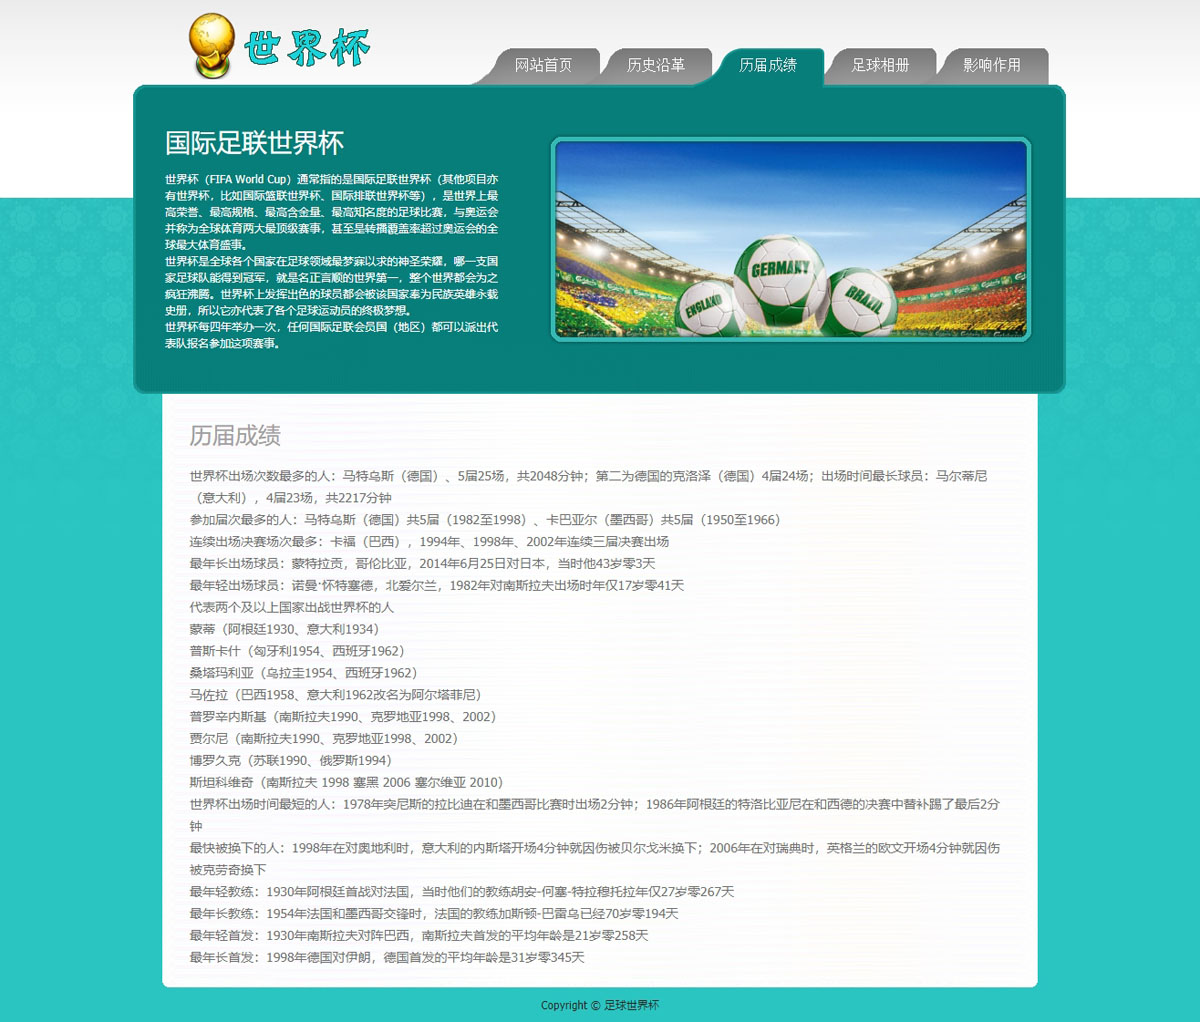 世界杯
网站首页
历史沿革
历届成绩
足球相册
影响作用
国际足联世界杯
世界杯（FIFA World Cup）通常指的是国际足联世界杯（其他项目亦
有世界杯，比如国际篮联世界杯、国际排联世界杯等），是世界上最
高荣誉、最高规格、最高含金量、最高知名度的足球比赛，与奥运会
并称为全球体育两大最顶级赛事，甚至是转播覆盖率超过奥运会的全
球最大体育盛事。
世界杯是全球各个国家在足球领域最梦寐以求的神圣荣耀，哪一支国
家足球队能得到冠军，就是名正言顺的世界第一，整个世界都会为之
疯狂沸腾。世界杯上发挥出色的球员都会被该国家奉为民族英雄永载
史册，所以它亦代表了各个足球运动员的终极梦想。
世界杯每四年举办一次，任何国际足联会员国（地区）都可以派出代
表队报名参加这项赛事。
ENGLAND
GERMANY
BRAZIL
历届成绩
世界杯出场次数最多的人：马特乌斯（德国）、5届25场，共2048分钟；第二为德国的克洛泽（德国）4届24场；出场时间最长球员：马尔蒂尼
（意大利），4届23场，共2217分钟
参加届次最多的人：马特乌斯（德国）共5届（1982至1998）、卡巴亚尔（墨西哥）共5届（1950至1966）
连续出场决赛场次最多：卡福（巴西），1994年、1998年、2002年连续三届决赛出场
最年长出场球员：蒙特拉贡，哥伦比亚，2014年6月25日对日本，当时他43岁零3天
最年轻出场球员：诺曼·怀特塞德，北爱尔兰，1982年对南斯拉夫出场时年仅17岁零41天
代表两个及以上国家出战世界杯的人
蒙蒂（阿根廷1930、意大利1934）
普斯卡什（匈牙利1954、西班牙1962）
桑塔玛利亚（乌拉圭1954、西班牙1962）
马佐拉（巴西1958、意大利1962改名为阿尔塔菲尼）
普罗辛内斯基（南斯拉夫1990、克罗地亚1998、2002）
贾尔尼（南斯拉夫1990、克罗地亚1998、2002）
博罗久克（苏联1990、俄罗斯1994）
斯坦科维奇（南斯拉夫 1998 塞黑 2006 塞尔维亚 2010）
世界杯出场时间最短的人：1978年突尼斯的拉比迪在和墨西哥比赛时出场2分钟；1986年阿根廷的特洛比亚尼在和西德的决赛中替补踢了最后2分
钟
最快被换下的人：1998年在对奥地利时，意大利的内斯塔开场4分钟就因伤被贝尔戈米换下；2006年在对瑞典时，英格兰的欧文开场4分钟就因伤
被克劳奇换下
最年轻教练：1930年阿根廷首战对法国，当时他们的教练胡安-何塞-特拉穆托拉年仅27岁零267天
最年长教练：1954年法国和墨西哥交锋时，法国的教练加斯顿-巴雷乌已经70岁零194天
最年轻首发：1930年南斯拉夫对阵巴西，南斯拉夫首发的平均年龄是21岁零258天
最年长首发：1998年德国对伊朗，德国首发的平均年龄是31岁零345天
Copyright © 足球世界杯